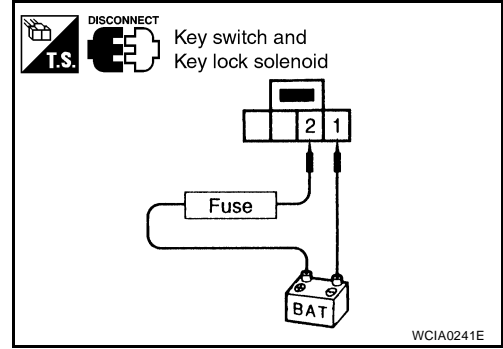 DISCONNECT
T.S.
Key switch and
Key lock solenoid
2 1
Fuse
+ -
BAT
WCIA0241E